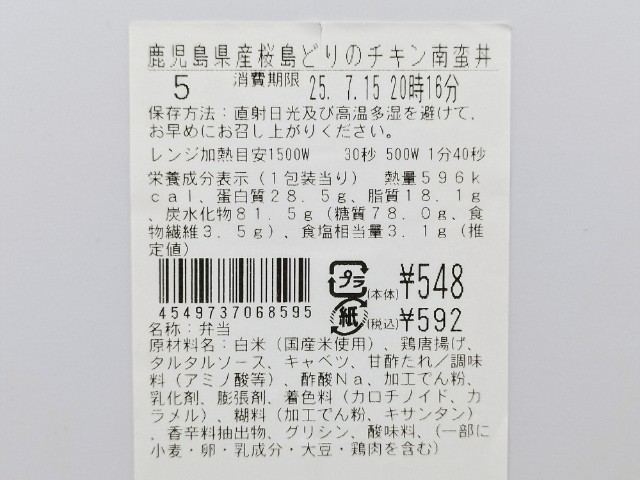 鹿児島県産桜島どりのチキン南蛮丼
5 消費期限 25. 7.15 20時16分
保存方法：直射日光及び高温多湿を避けて、
お早めにお召し上がりください。
レンジ加熱目安1500W 30秒 500W 1分40秒
栄養成分表示（1包装当り） 熱量596k
cal、蛋白質28.5g、脂質18.1g
、炭水化物81.5g（糖質78.0g、食
物繊維3.5g）、食塩相当量3.1g（推
定値）
プラ (本体) ¥548
紙 (税込) ¥592
4549737068595
名称：弁当
原材料名：白米（国産米使用）、鶏唐揚げ、
タルタルソース、キャベツ、甘酢たれ／調味
料（アミノ酸等）、酢酸Na、加工でん粉、
乳化剤、膨張剤、着色料（カロチノイド、カ
ラメル）、糊料（加工でん粉、キサンタン）
、香辛料抽出物、グリシン、酸味料、（一部に
小麦・卵・乳成分・大豆・鶏肉を含む）